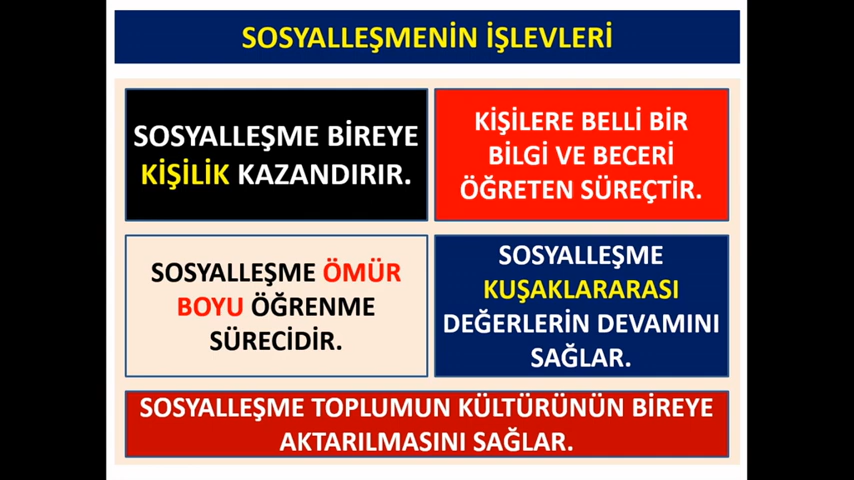 SOSYALLEŞMENİN İŞLEVLERİ
SOSYALLEŞME BİREYE
KİŞİLİK KAZANDIRIR.
KİŞİLERE BELLİ BİR
BİLGİ VE BECERİ
ÖĞRETEN SÜREÇTİR.
SOSYALLEŞME ÖMÜR
BOYU ÖĞRENME
SÜRECİDİR.
SOSYALLEŞME
KUŞAKLARARASI
DEĞERLERİN DEVAMINI
SAĞLAR.
SOSYALLEŞME TOPLUMUN KÜLTÜRÜNÜN BİREYE
AKTARILMASINI SAĞLAR.